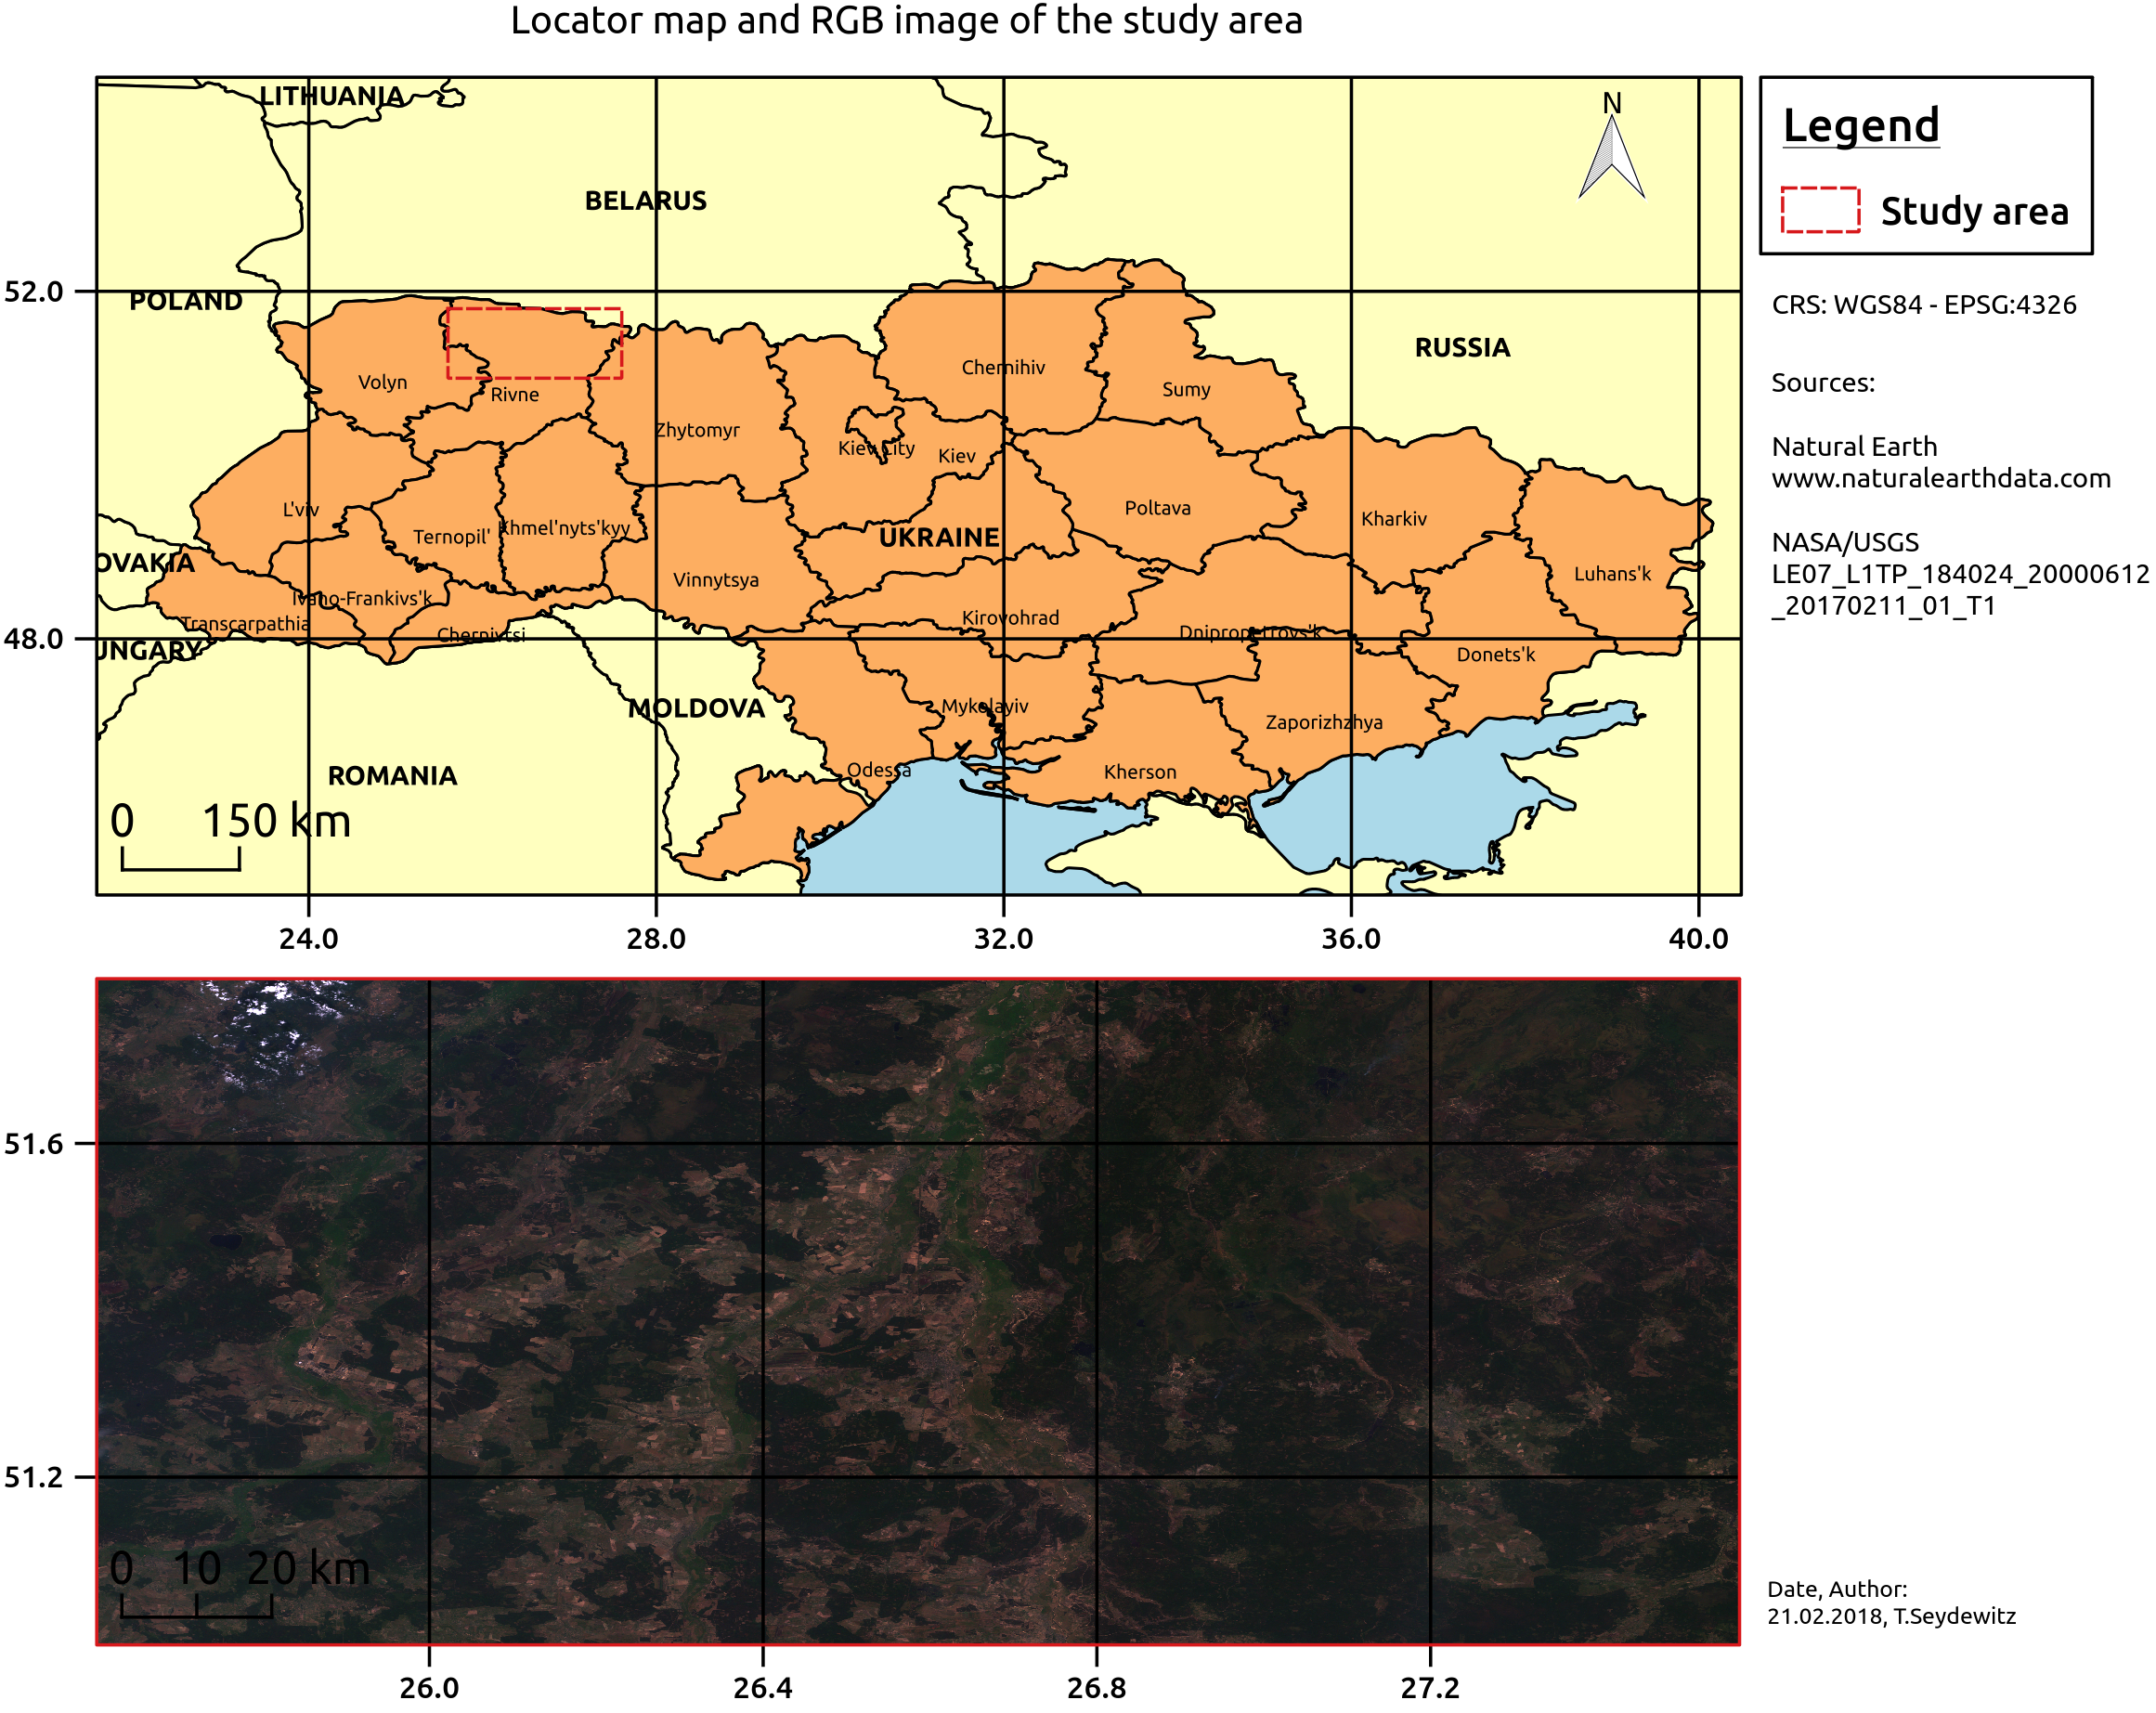 Locator map and RGB image of the study area
LITHUANIA
BELARUS
POLAND
RUSSIA
N
Volyn
Rivne
Zhytomyr
Chernihiv
Sumy
Kiev City
Kiev
L'viv
Ternopil'
Khmel'nyts'kyy
UKRAINE
Poltava
Kharkiv
Luhans'k
OVAKIA
Vinnytsya
Ivano-Frankivs'k
Transcarpathia
Chernivtsi
Kirovohrad
Dnipropetrovs'k
UNGARY
Donets'k
MOLDOVA
Mykolayiv
Zaporizhzhya
ROMANIA
Odessa
Kherson
0 150 km
52.0
48.0
24.0 28.0 32.0 36.0 40.0
Legend
Study area
CRS: WGS84 - EPSG:4326
Sources:
Natural Earth
www.naturalearthdata.com
NASA/USGS
LE07_L1TP_184024_20000612
_20170211_01_T1
51.6
51.2
0 10 20 km
26.0 26.4 26.8 27.2
Date, Author:
21.02.2018, T.Seydewitz